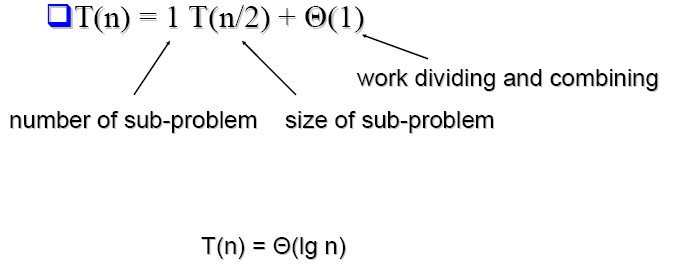 T(n) = 1 T(n/2) + Θ(1)
work dividing and combining
number of sub-problem size of sub-problem
T(n) = Θ(lg n)